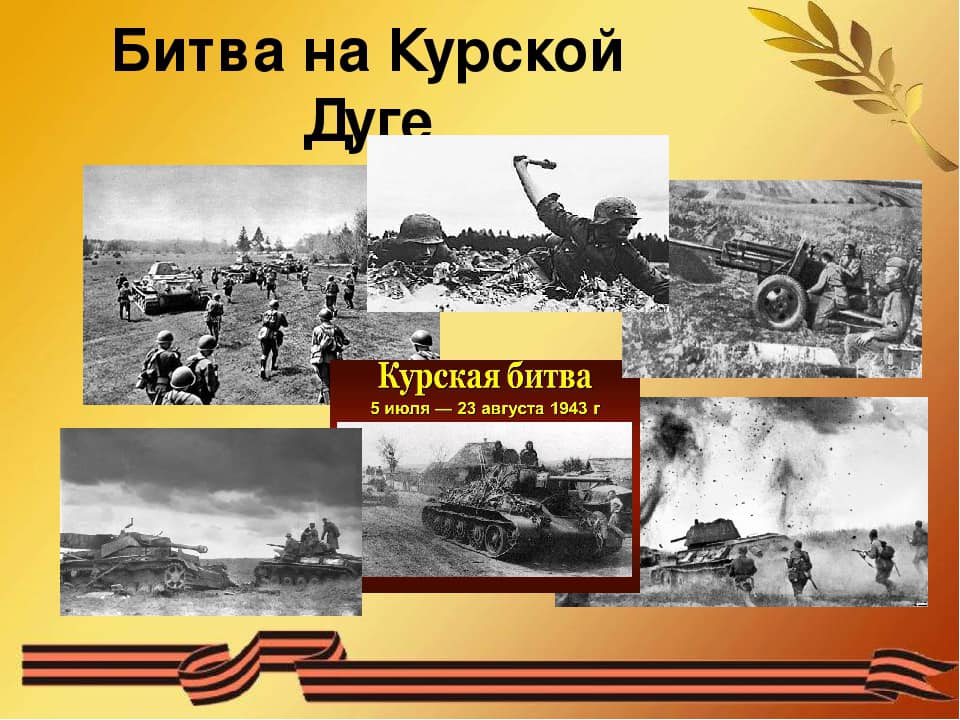 Битва на Курской
Дуге
Курская битва
5 июля — 23 августа 1943 г